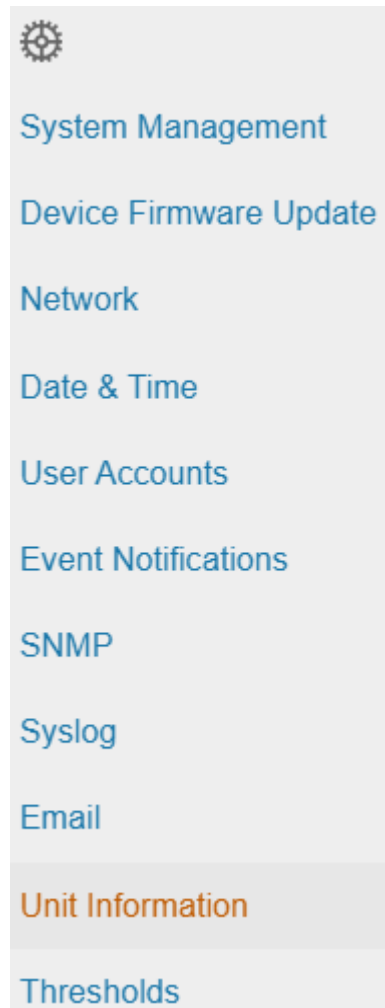 System Management
Device Firmware Update
Network
Date & Time
User Accounts
Event Notifications
SNMP
Syslog
Email
Unit Information
Thresholds